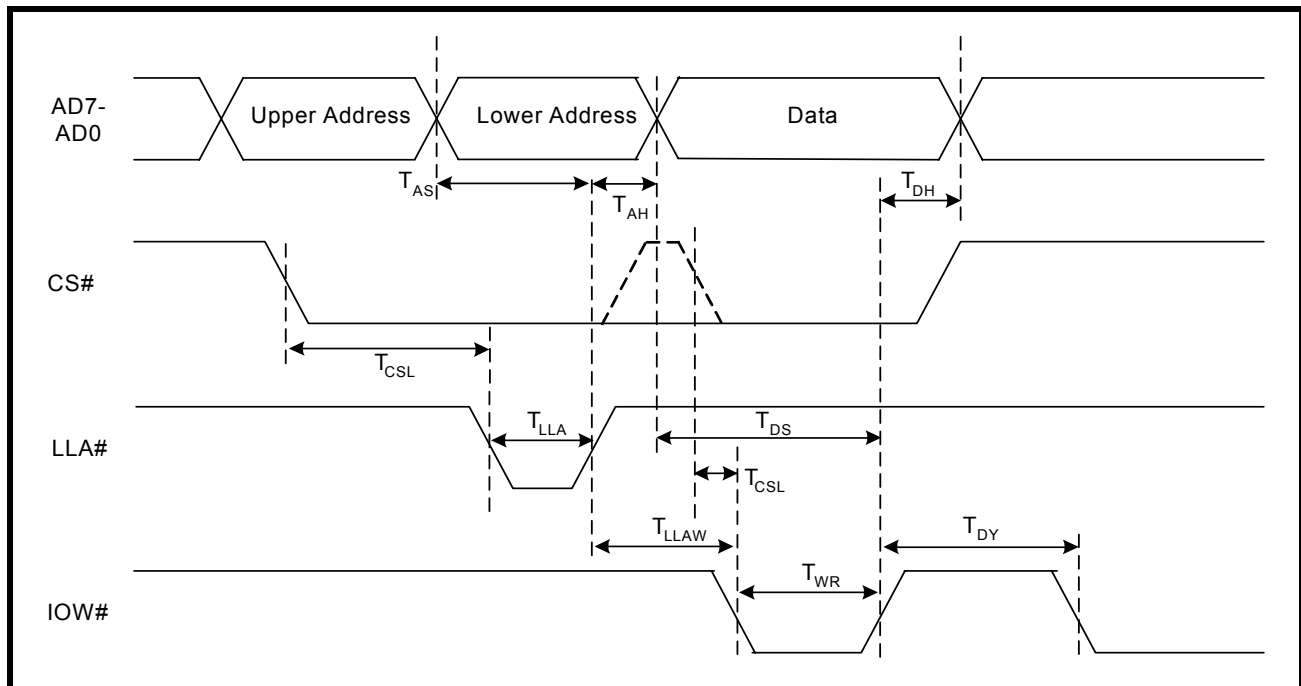 AD7-
AD0
Upper Address
Lower Address
Data
TAS
TAH
TDH
CS#
TCSL
LLA#
TLLA
TDS
TCSL
TLLAW
TDY
TWR
IOW#